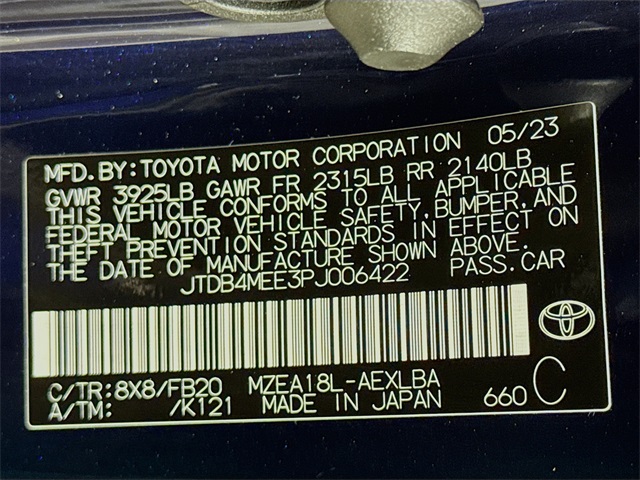 MFD.BY:TOYOTA MOTOR CORPORATION 05/23
GVWR 3925LB GAWR FR 2315LB RR 2140LB
THIS VEHICLE CONFORMS TO ALL APPLICABLE
FEDERAL MOTOR VEHICLE SAFETY,BUMPER,AND
THEFT PREVENTION STANDARDS IN EFFECT ON
THE DATE OF MANUFACTURE SHOWN ABOVE.
JTDB4MEE3PJ006422 PASS.CAR
C/TR:8X8/FB20 MZEA18L-AEXLBA
A/TM: /K121 MADE IN JAPAN 660 C